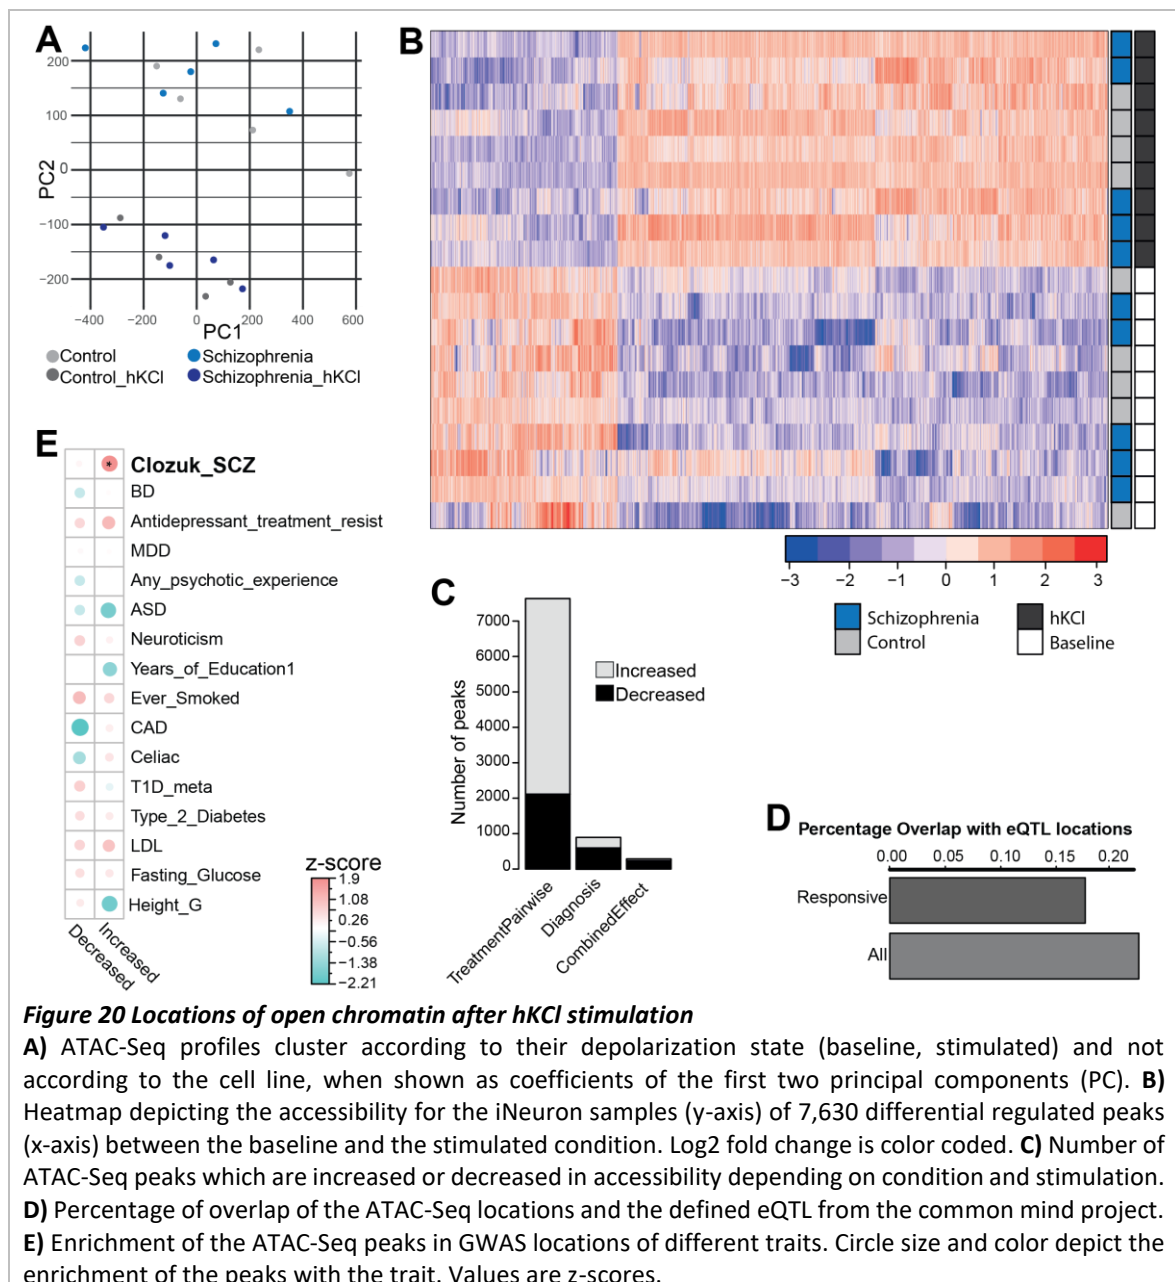 A
200
100
0
−100
−200
PC2
−400
−200
0
200
400
600
PC1
Control
Schizophrenia
Control_hKCl
Schizophrenia_hKCl
B
−3
−2
−1
0
1
2
3
Schizophrenia
hKCl
Control
Baseline
E
*
Clozuk_SCZ
BD
Antidepressant_treatment_resist
MDD
Any_psychotic_experience
ASD
Neuroticism
Years_of_Education1
Ever_Smoked
CAD
Celiac
T1D_meta
Type_2_Diabetes
LDL
Fasting_Glucose
Height_G
Decreased
Increased
z-score
1.9
1.08
0.26
−0.56
−1.38
−2.21
C
Number of peaks
7000
6000
5000
4000
3000
2000
1000
0
Increased
Decreased
TreatmentPairwise
Diagnosis
CombinedEffect
D
Percentage Overlap with eQTL locations
0.00
0.05
0.10
0.15
0.20
Responsive
All
Figure 20 Locations of open chromatin after hKCl stimulation
A) ATAC-Seq profiles cluster according to their depolarization state (baseline, stimulated) and not
according to the cell line, when shown as coefficients of the first two principal components (PC). B)
Heatmap depicting the accessibility for the iNeuron samples (y-axis) of 7,630 differential regulated peaks
(x-axis) between the baseline and the stimulated condition. Log2 fold change is color coded. C) Number of
ATAC-Seq peaks which are increased or decreased in accessibility depending on condition and stimulation.
D) Percentage of overlap of the ATAC-Seq locations and the defined eQTL from the common mind project.
E) Enrichment of the ATAC-Seq peaks in GWAS locations of different traits. Circle size and color depict the
enrichment of the peaks with the trait. Values are z-scores.